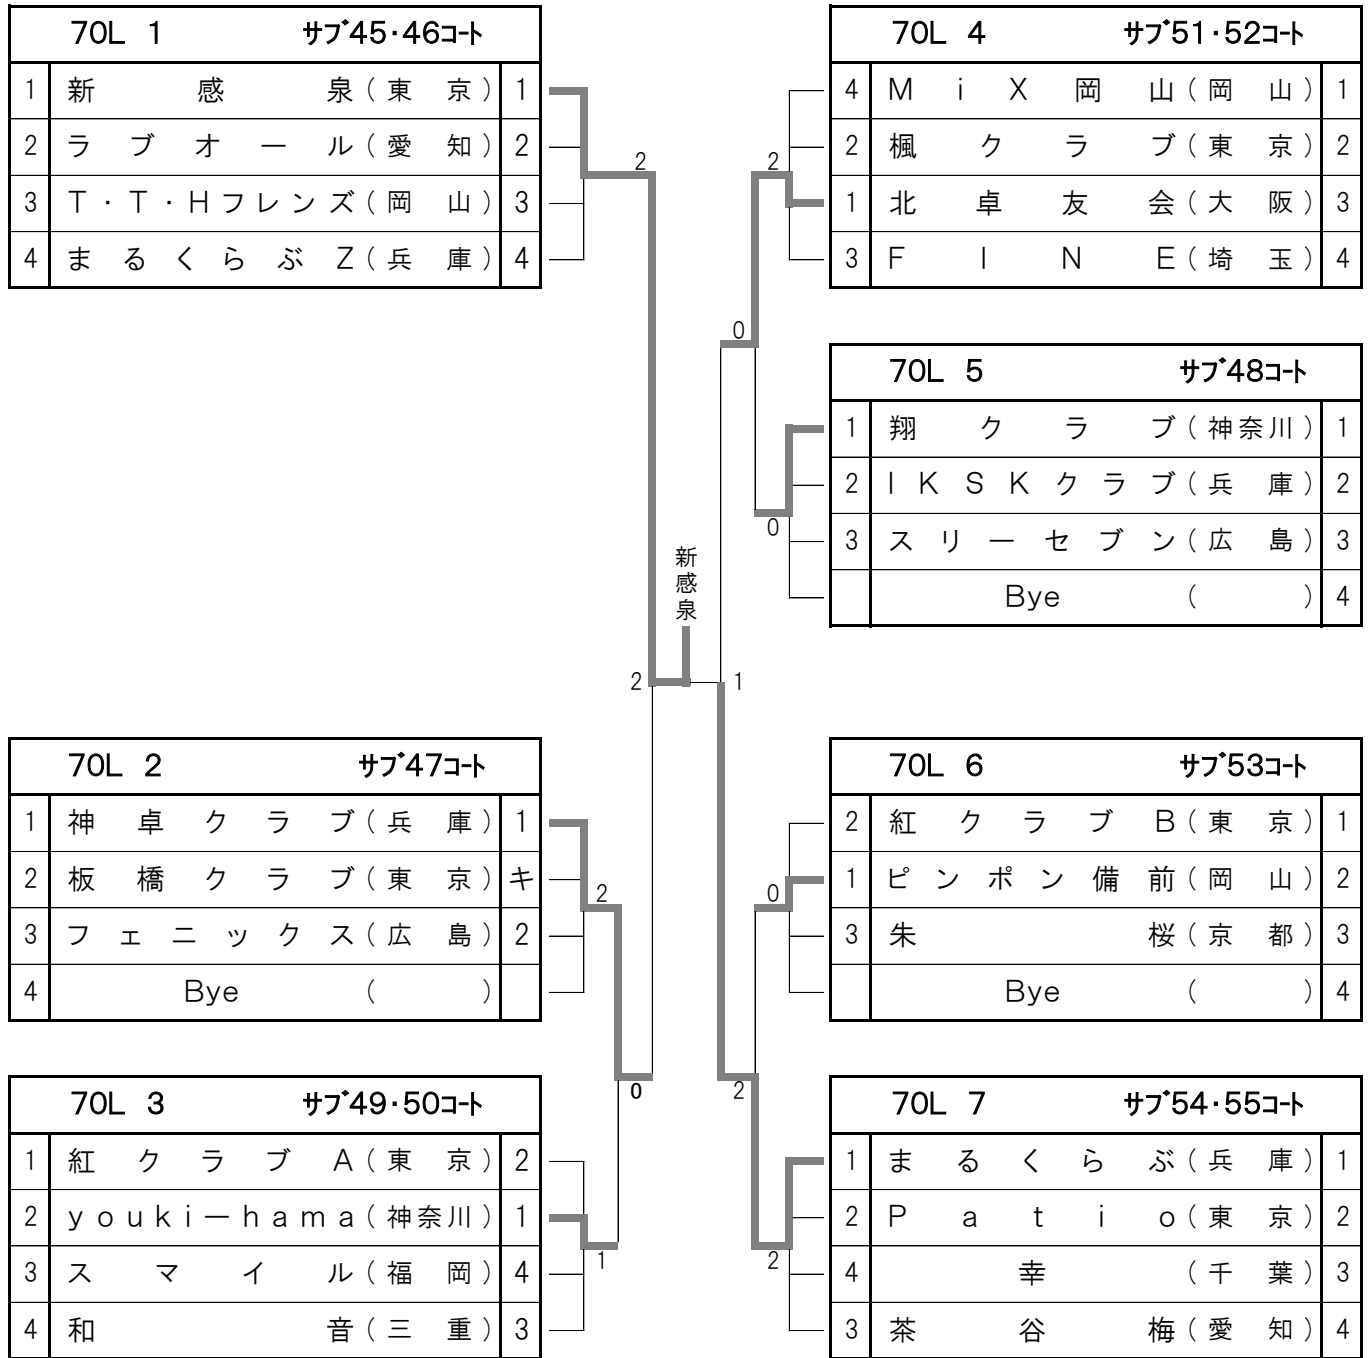 70L 1 ｻﾌﾞ45・46ｺｰﾄ
1 新感泉(東京) 1
2 ラブオール(愛知) 2
3 T・T・Hフレンズ(岡山) 3
4 まるくらぶZ(兵庫) 4
2
70L 4 ｻﾌﾞ51・52ｺｰﾄ
4 MiX岡山(岡山) 1
2 楓クラブ(東京) 2
1 北卓友会(大阪) 3
3 FINE(埼玉) 4
2
0
70L 5 ｻﾌﾞ48ｺｰﾄ
1 翔クラブ(神奈川) 1
2 IKSKクラブ(兵庫) 2
3 スリーセブン(広島) 3
Bye ( ) 4
0
新感泉
2 1
70L 2 ｻﾌﾞ47ｺｰﾄ
1 神卓クラブ(兵庫) 1
2 板橋クラブ(東京) キ
3 フェニックス(広島) 2
4 Bye ( )
2
70L 6 ｻﾌﾞ53ｺｰﾄ
2 紅クラブB(東京) 1
1 ピンポン備前(岡山) 2
3 朱桜(京都) 3
Bye ( ) 4
0
0 2
70L 3 ｻﾌﾞ49・50ｺｰﾄ
1 紅クラブA(東京) 2
2 youki－hama(神奈川) 1
3 スマイル(福岡) 4
4 和音(三重) 3
1
70L 7 ｻﾌﾞ54・55ｺｰﾄ
1 まるくらぶ(兵庫) 1
2 Patio(東京) 2
4 幸(千葉) 3
3 茶谷梅(愛知) 4
2